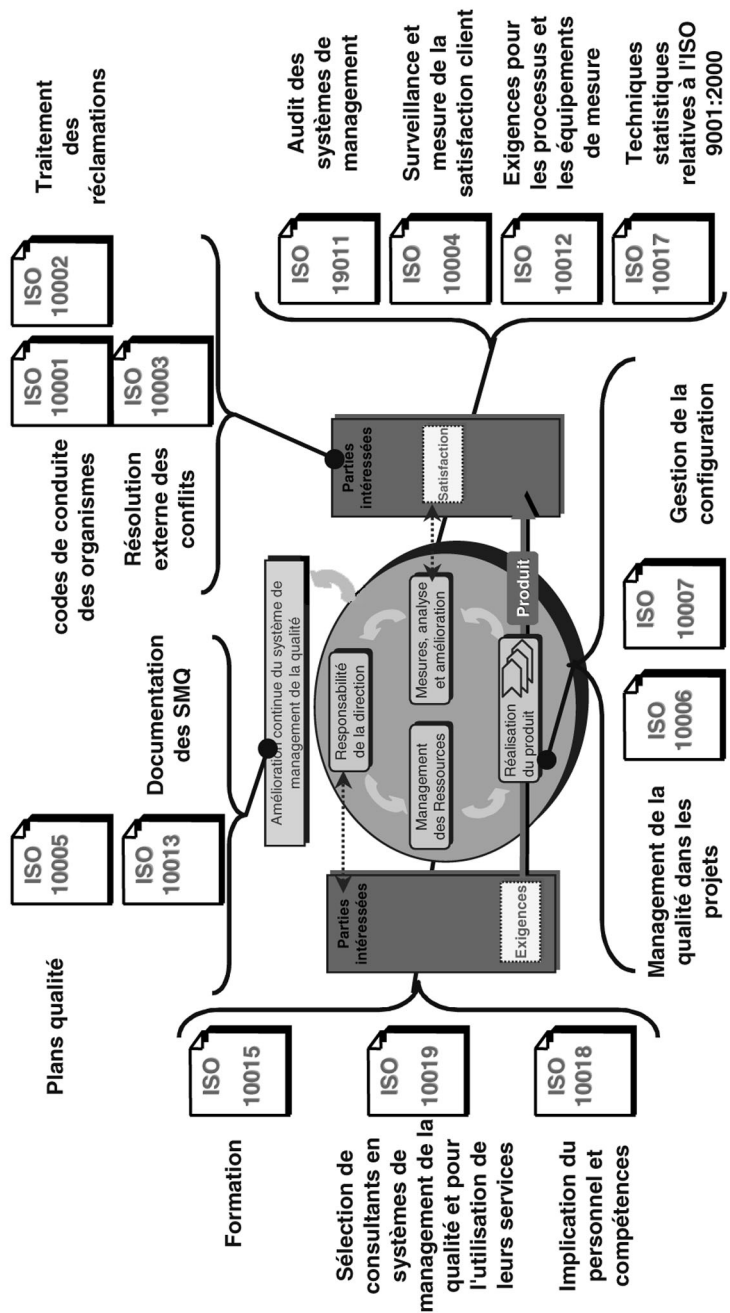 Plans qualité
ISO
10005
ISO
10013
Documentation
des SMQ
codes de conduite
des organismes
ISO
10001
ISO
10002
Traitement
des
réclamations
Résolution
externe des
conflits
ISO
10003
Formation
ISO
10015
Sélection de
consultants en
systèmes de
management de la
qualité et pour
l'utilisation de
leurs services
ISO
10019
Implication du
personnel et
compétences
ISO
10018
Amélioration continue du système de
management de la qualité
Parties
intéressées
Exigences
Responsabilité
de la direction
Management
des Ressources
Mesures, analyse
et amélioration
Réalisation
du produit
Produit
Parties
intéressées
Satisfaction
ISO
19011
Audit des
systèmes de
management
ISO
10004
Surveillance et
mesure de la
satisfaction client
ISO
10012
Exigences pour
les processus et
les équipements
de mesure
ISO
10017
Techniques
statistiques
relatives à l'ISO
9001:2000
Management de la
qualité dans les
projets
ISO
10006
ISO
10007
Gestion de la
configuration